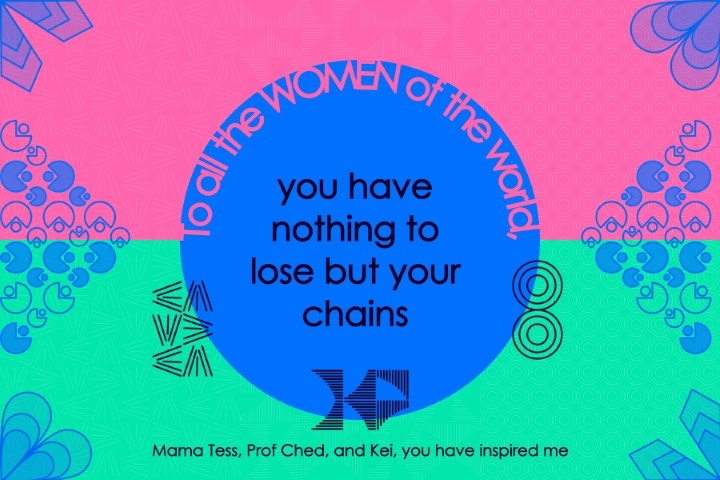 To all the WOMEN of the world,
you have
nothing to
lose but your
chains
Mama Tess, Prof Ched, and Kei, you have inspired me